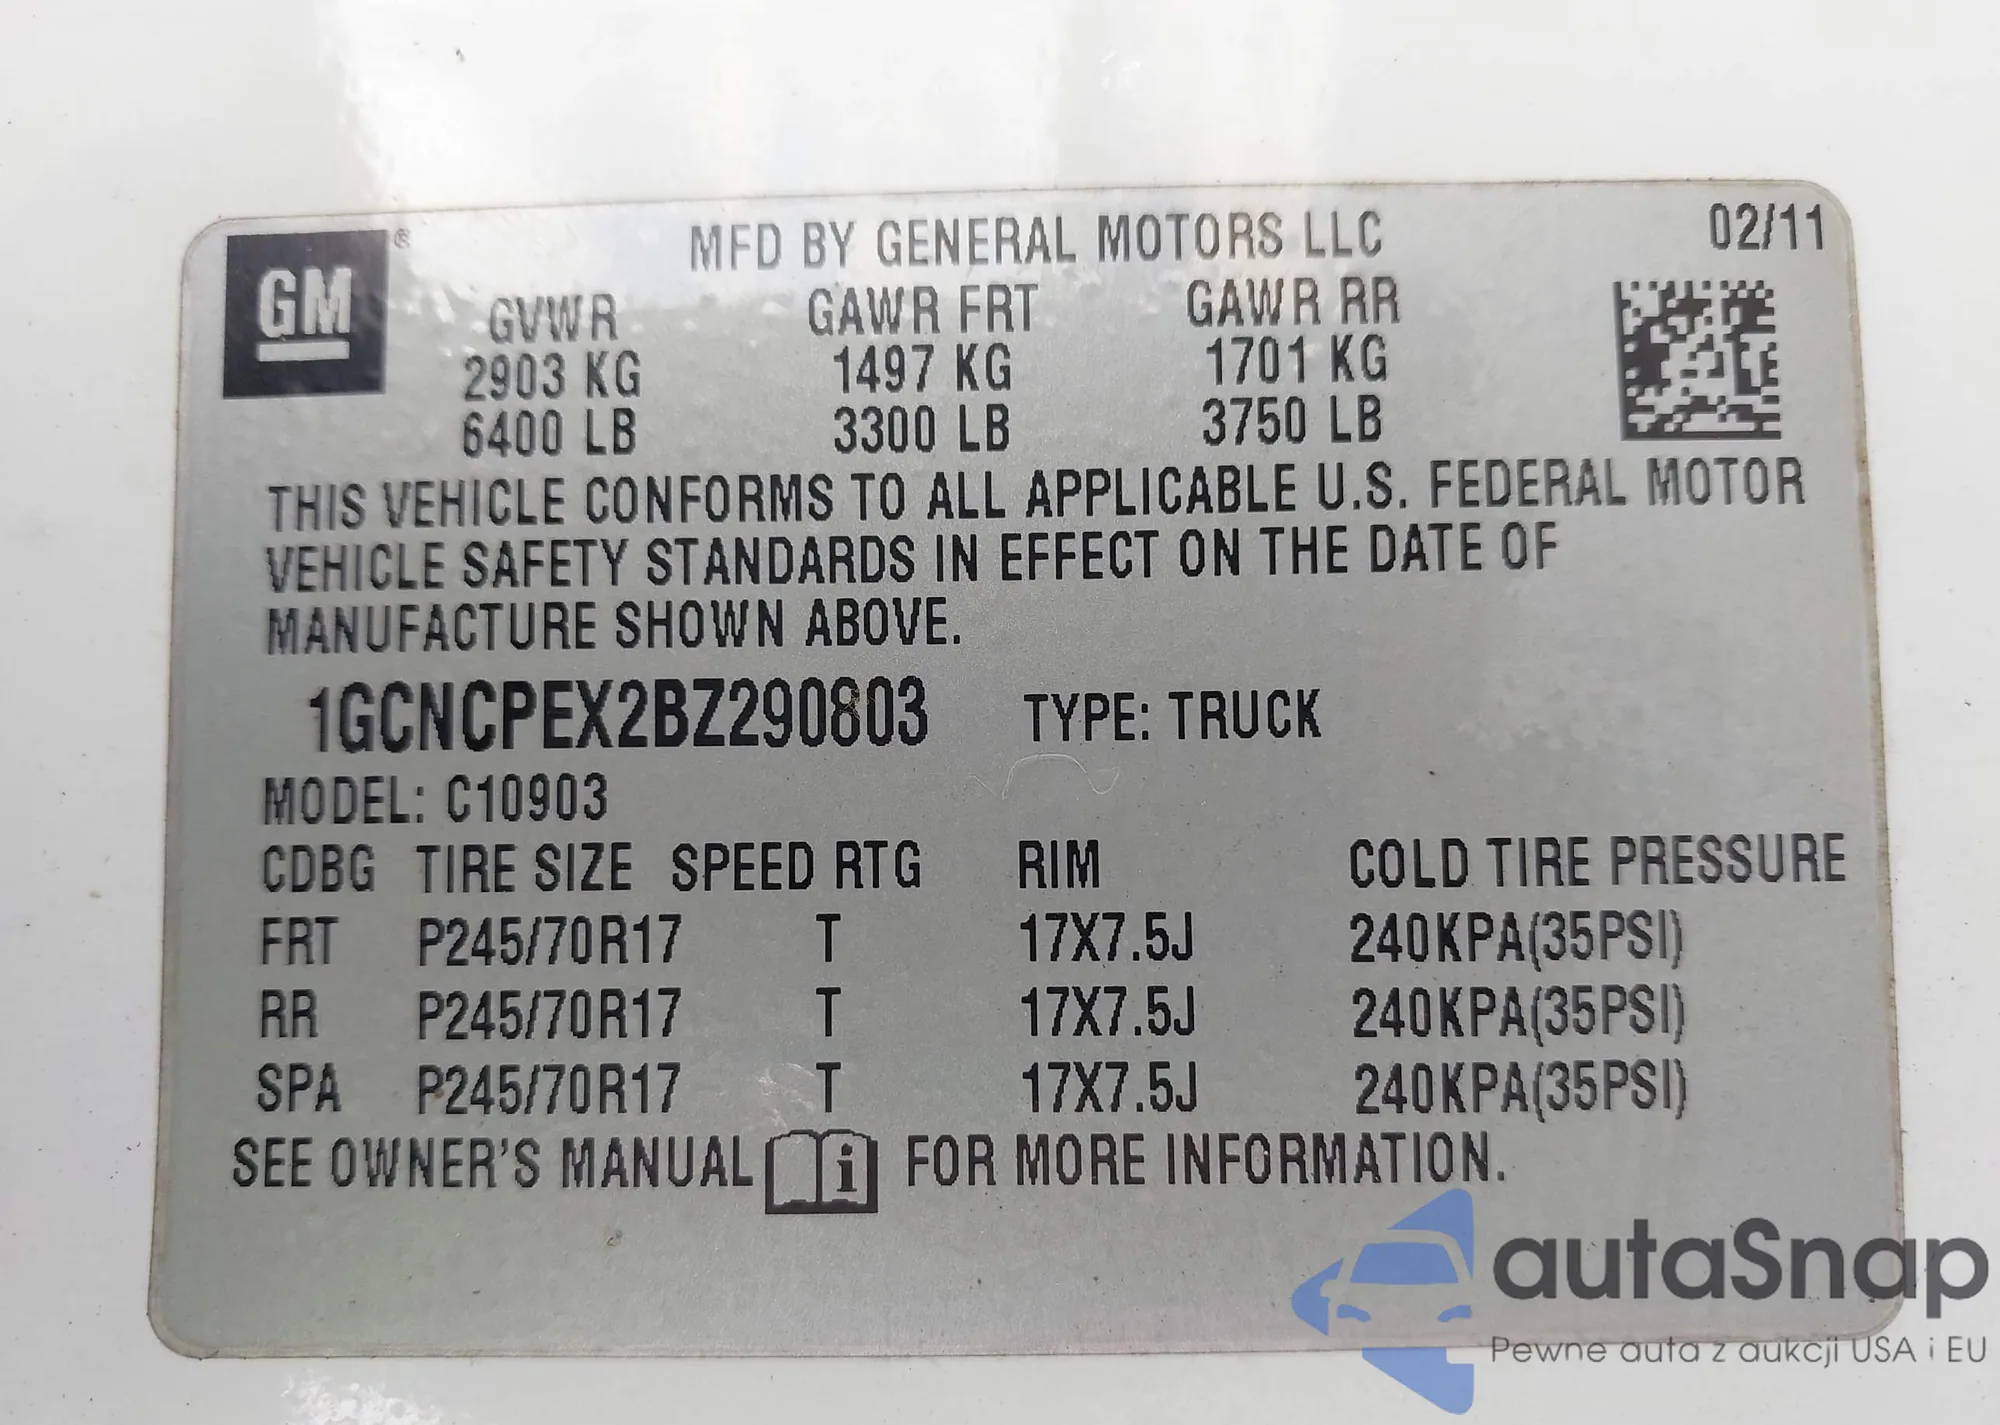 GM ® MFD BY GENERAL MOTORS LLC 02/11
GVWR GAWR FRT GAWR RR
2903 KG 1497 KG 1701 KG
6400 LB 3300 LB 3750 LB
THIS VEHICLE CONFORMS TO ALL APPLICABLE U.S. FEDERAL MOTOR
VEHICLE SAFETY STANDARDS IN EFFECT ON THE DATE OF
MANUFACTURE SHOWN ABOVE.
1GCNCPEX2BZ290803 TYPE: TRUCK
MODEL: C10903
CDBG TIRE SIZE SPEED RTG RIM COLD TIRE PRESSURE
FRT P245/70R17 T 17X7.5J 240KPA(35PSI)
RR P245/70R17 T 17X7.5J 240KPA(35PSI)
SPA P245/70R17 T 17X7.5J 240KPA(35PSI)
SEE OWNER'S MANUAL i FOR MORE INFORMATION.
autaSnap
Pewne auta z aukcji USA i EU